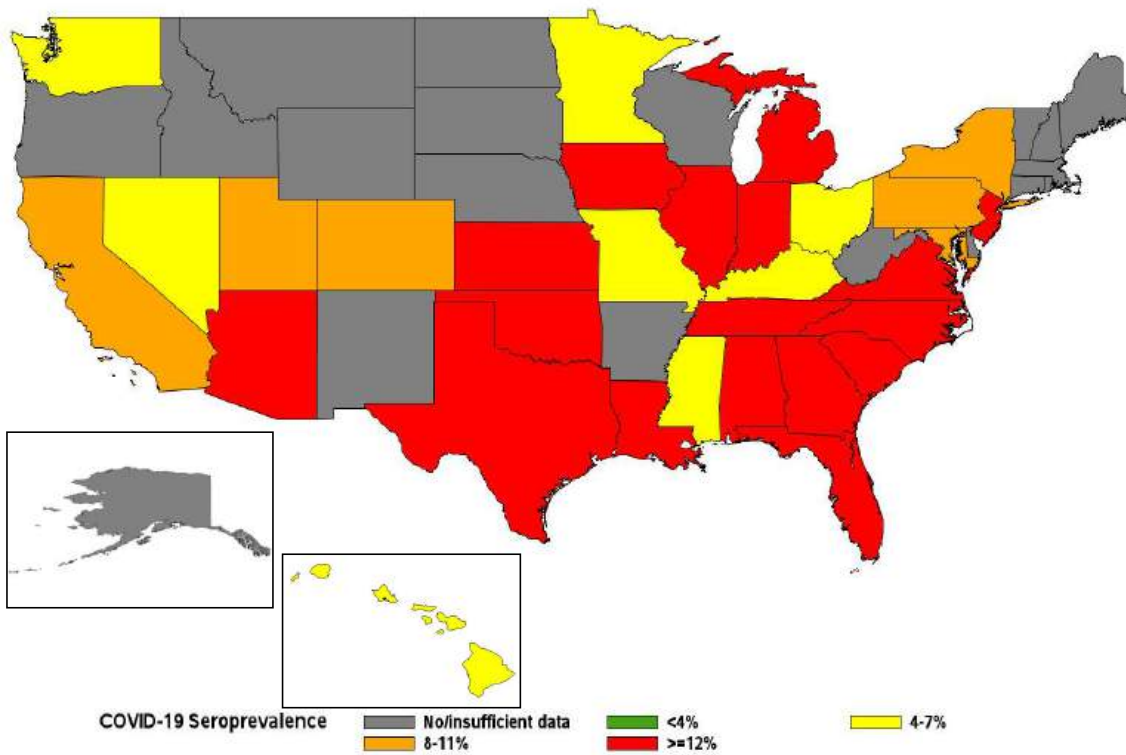 COVID-19 Seroprevalence No/insufficient data <4% 4-7%
8-11% >=12%